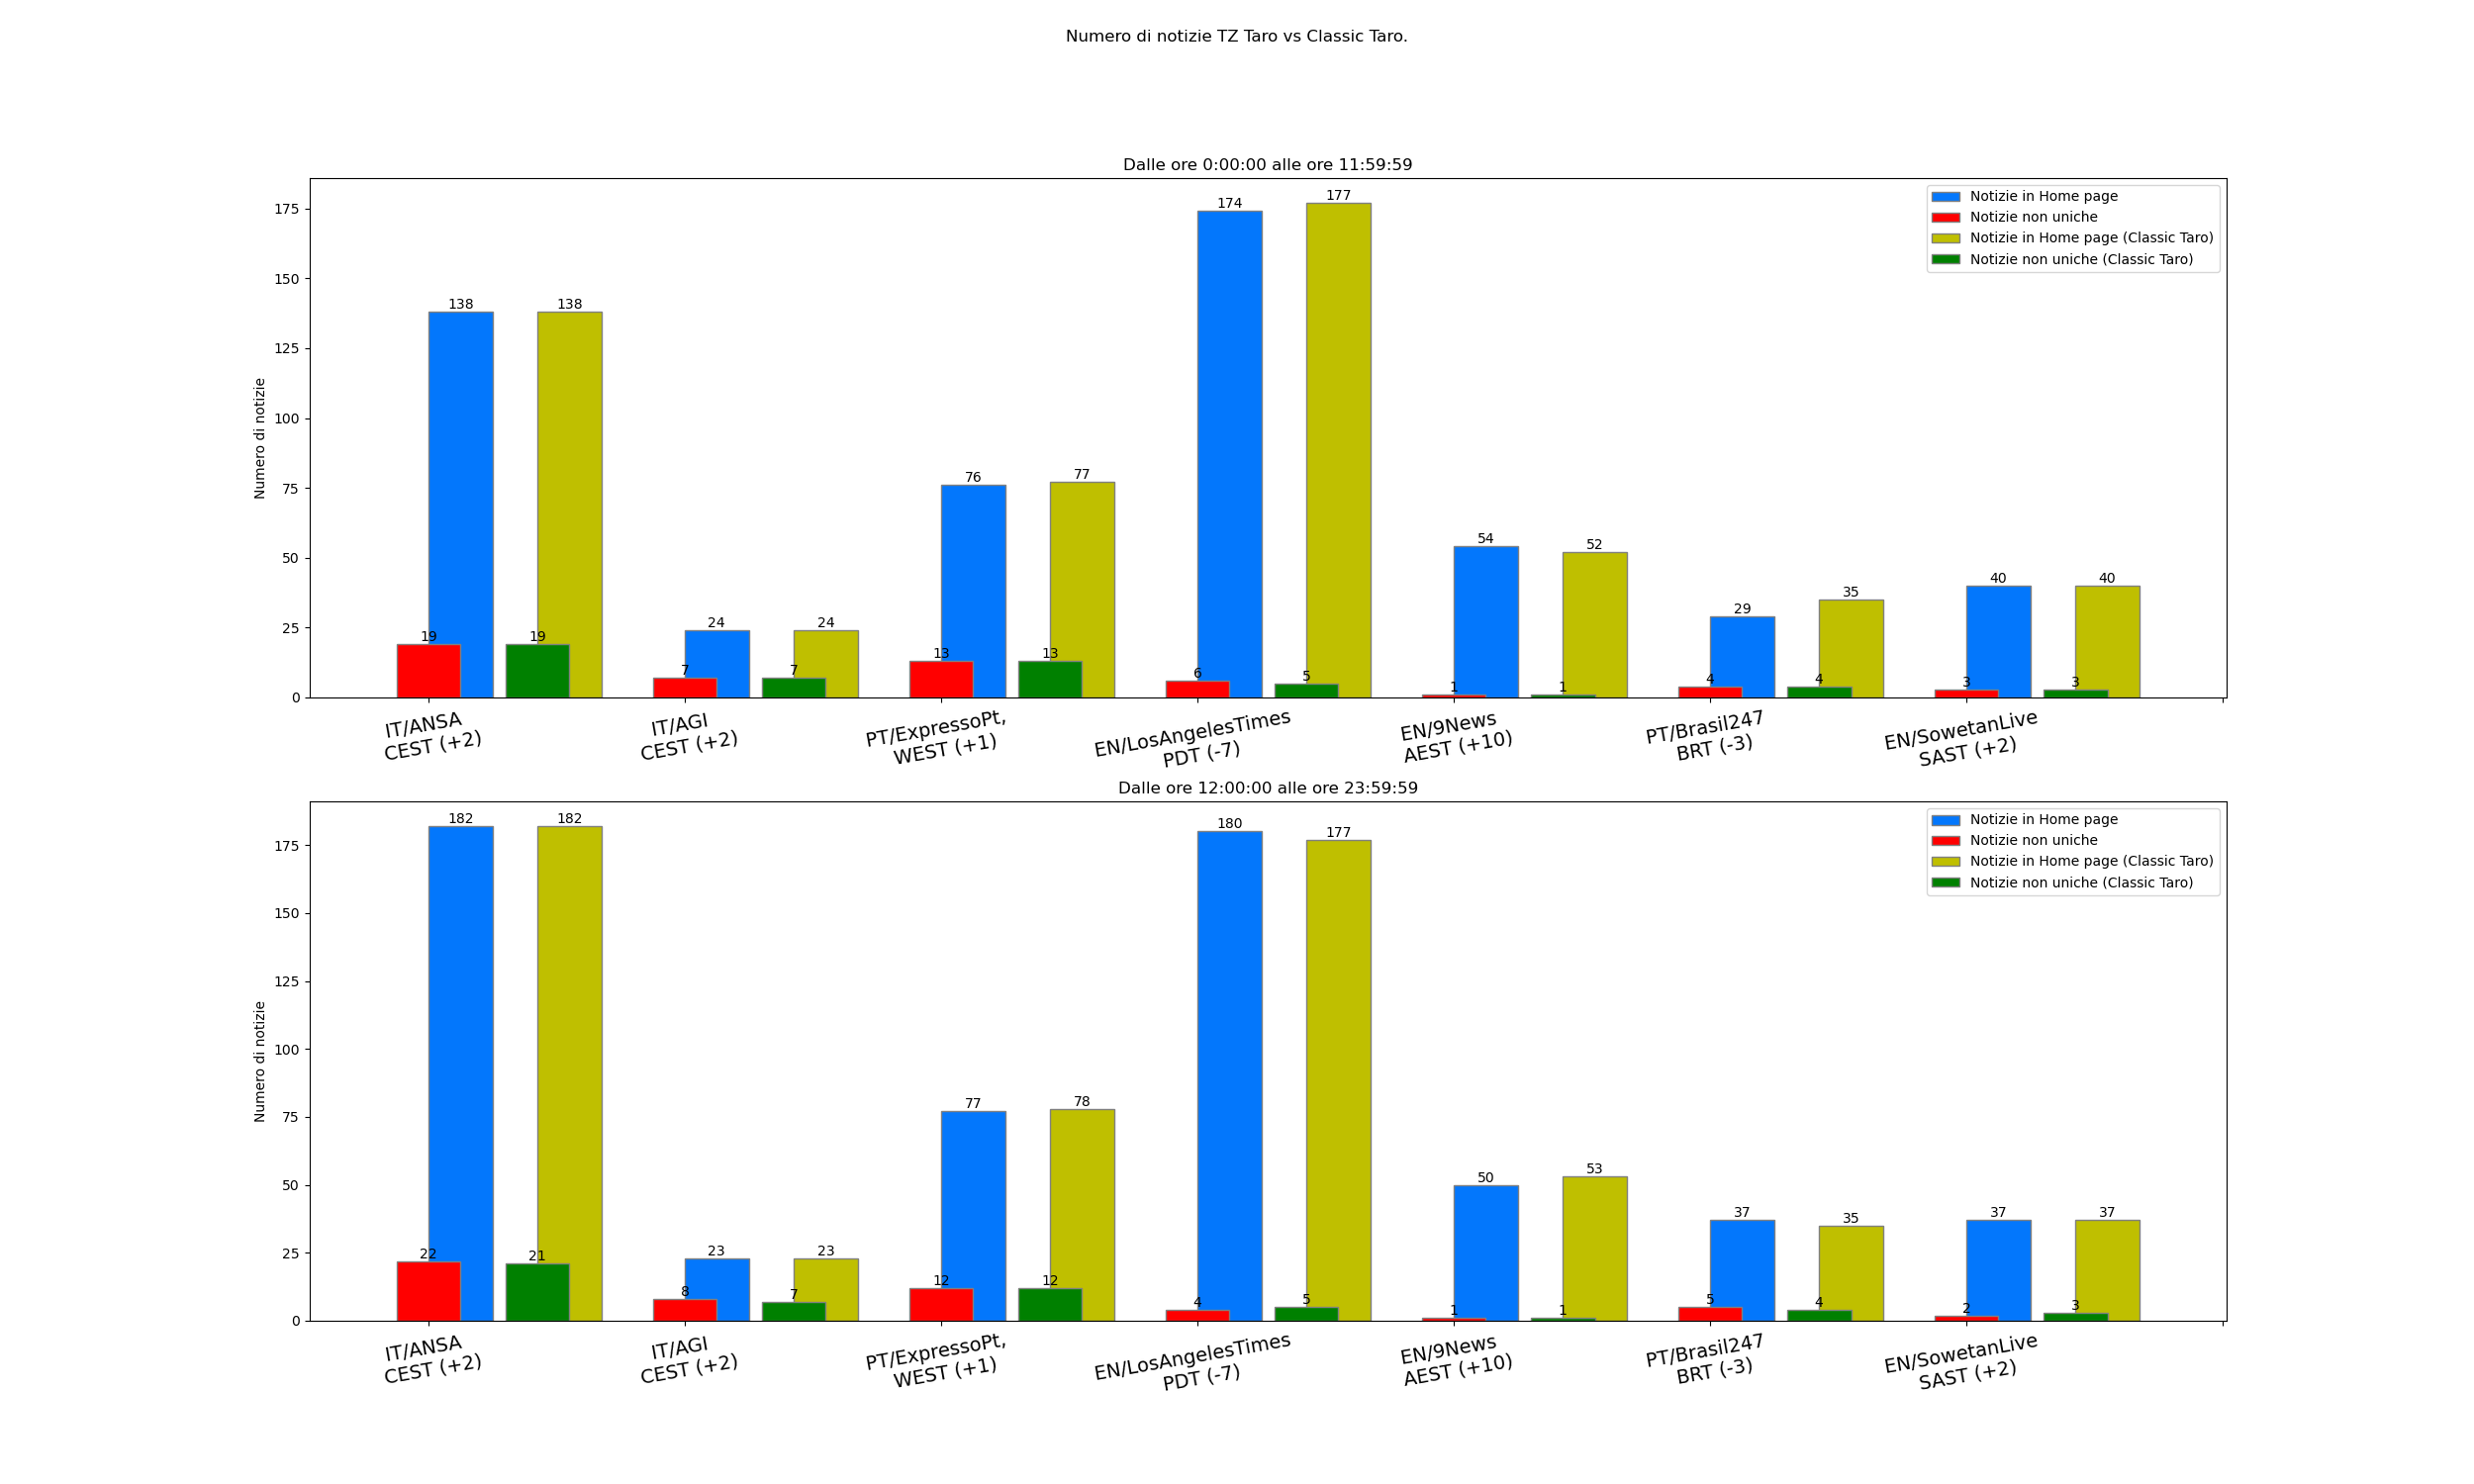 Numero di notizie TZ Taro vs Classic Taro.
Dalle ore 0:00:00 alle ore 11:59:59
Numero di notizie
175
150
125
100
75
50
25
0
Notizie in Home page
Notizie non uniche
Notizie in Home page (Classic Taro)
Notizie non uniche (Classic Taro)
138
138
19
19
24
24
7
7
76
77
13
13
174
177
6
5
54
52
1
1
29
35
4
4
40
40
3
3
IT/ANSA
CEST (+2)
IT/AGI
CEST (+2)
PT/ExpressoPt,
WEST (+1)
EN/LosAngelesTimes
PDT (-7)
EN/9News
AEST (+10)
PT/Brasil247
BRT (-3)
EN/SowetanLive
SAST (+2)
Dalle ore 12:00:00 alle ore 23:59:59
Numero di notizie
175
150
125
100
75
50
25
0
Notizie in Home page
Notizie non uniche
Notizie in Home page (Classic Taro)
Notizie non uniche (Classic Taro)
182
182
22
21
23
23
8
7
77
78
12
12
180
177
4
5
50
53
1
1
37
35
5
4
37
37
2
3
IT/ANSA
CEST (+2)
IT/AGI
CEST (+2)
PT/ExpressoPt,
WEST (+1)
EN/LosAngelesTimes
PDT (-7)
EN/9News
AEST (+10)
PT/Brasil247
BRT (-3)
EN/SowetanLive
SAST (+2)